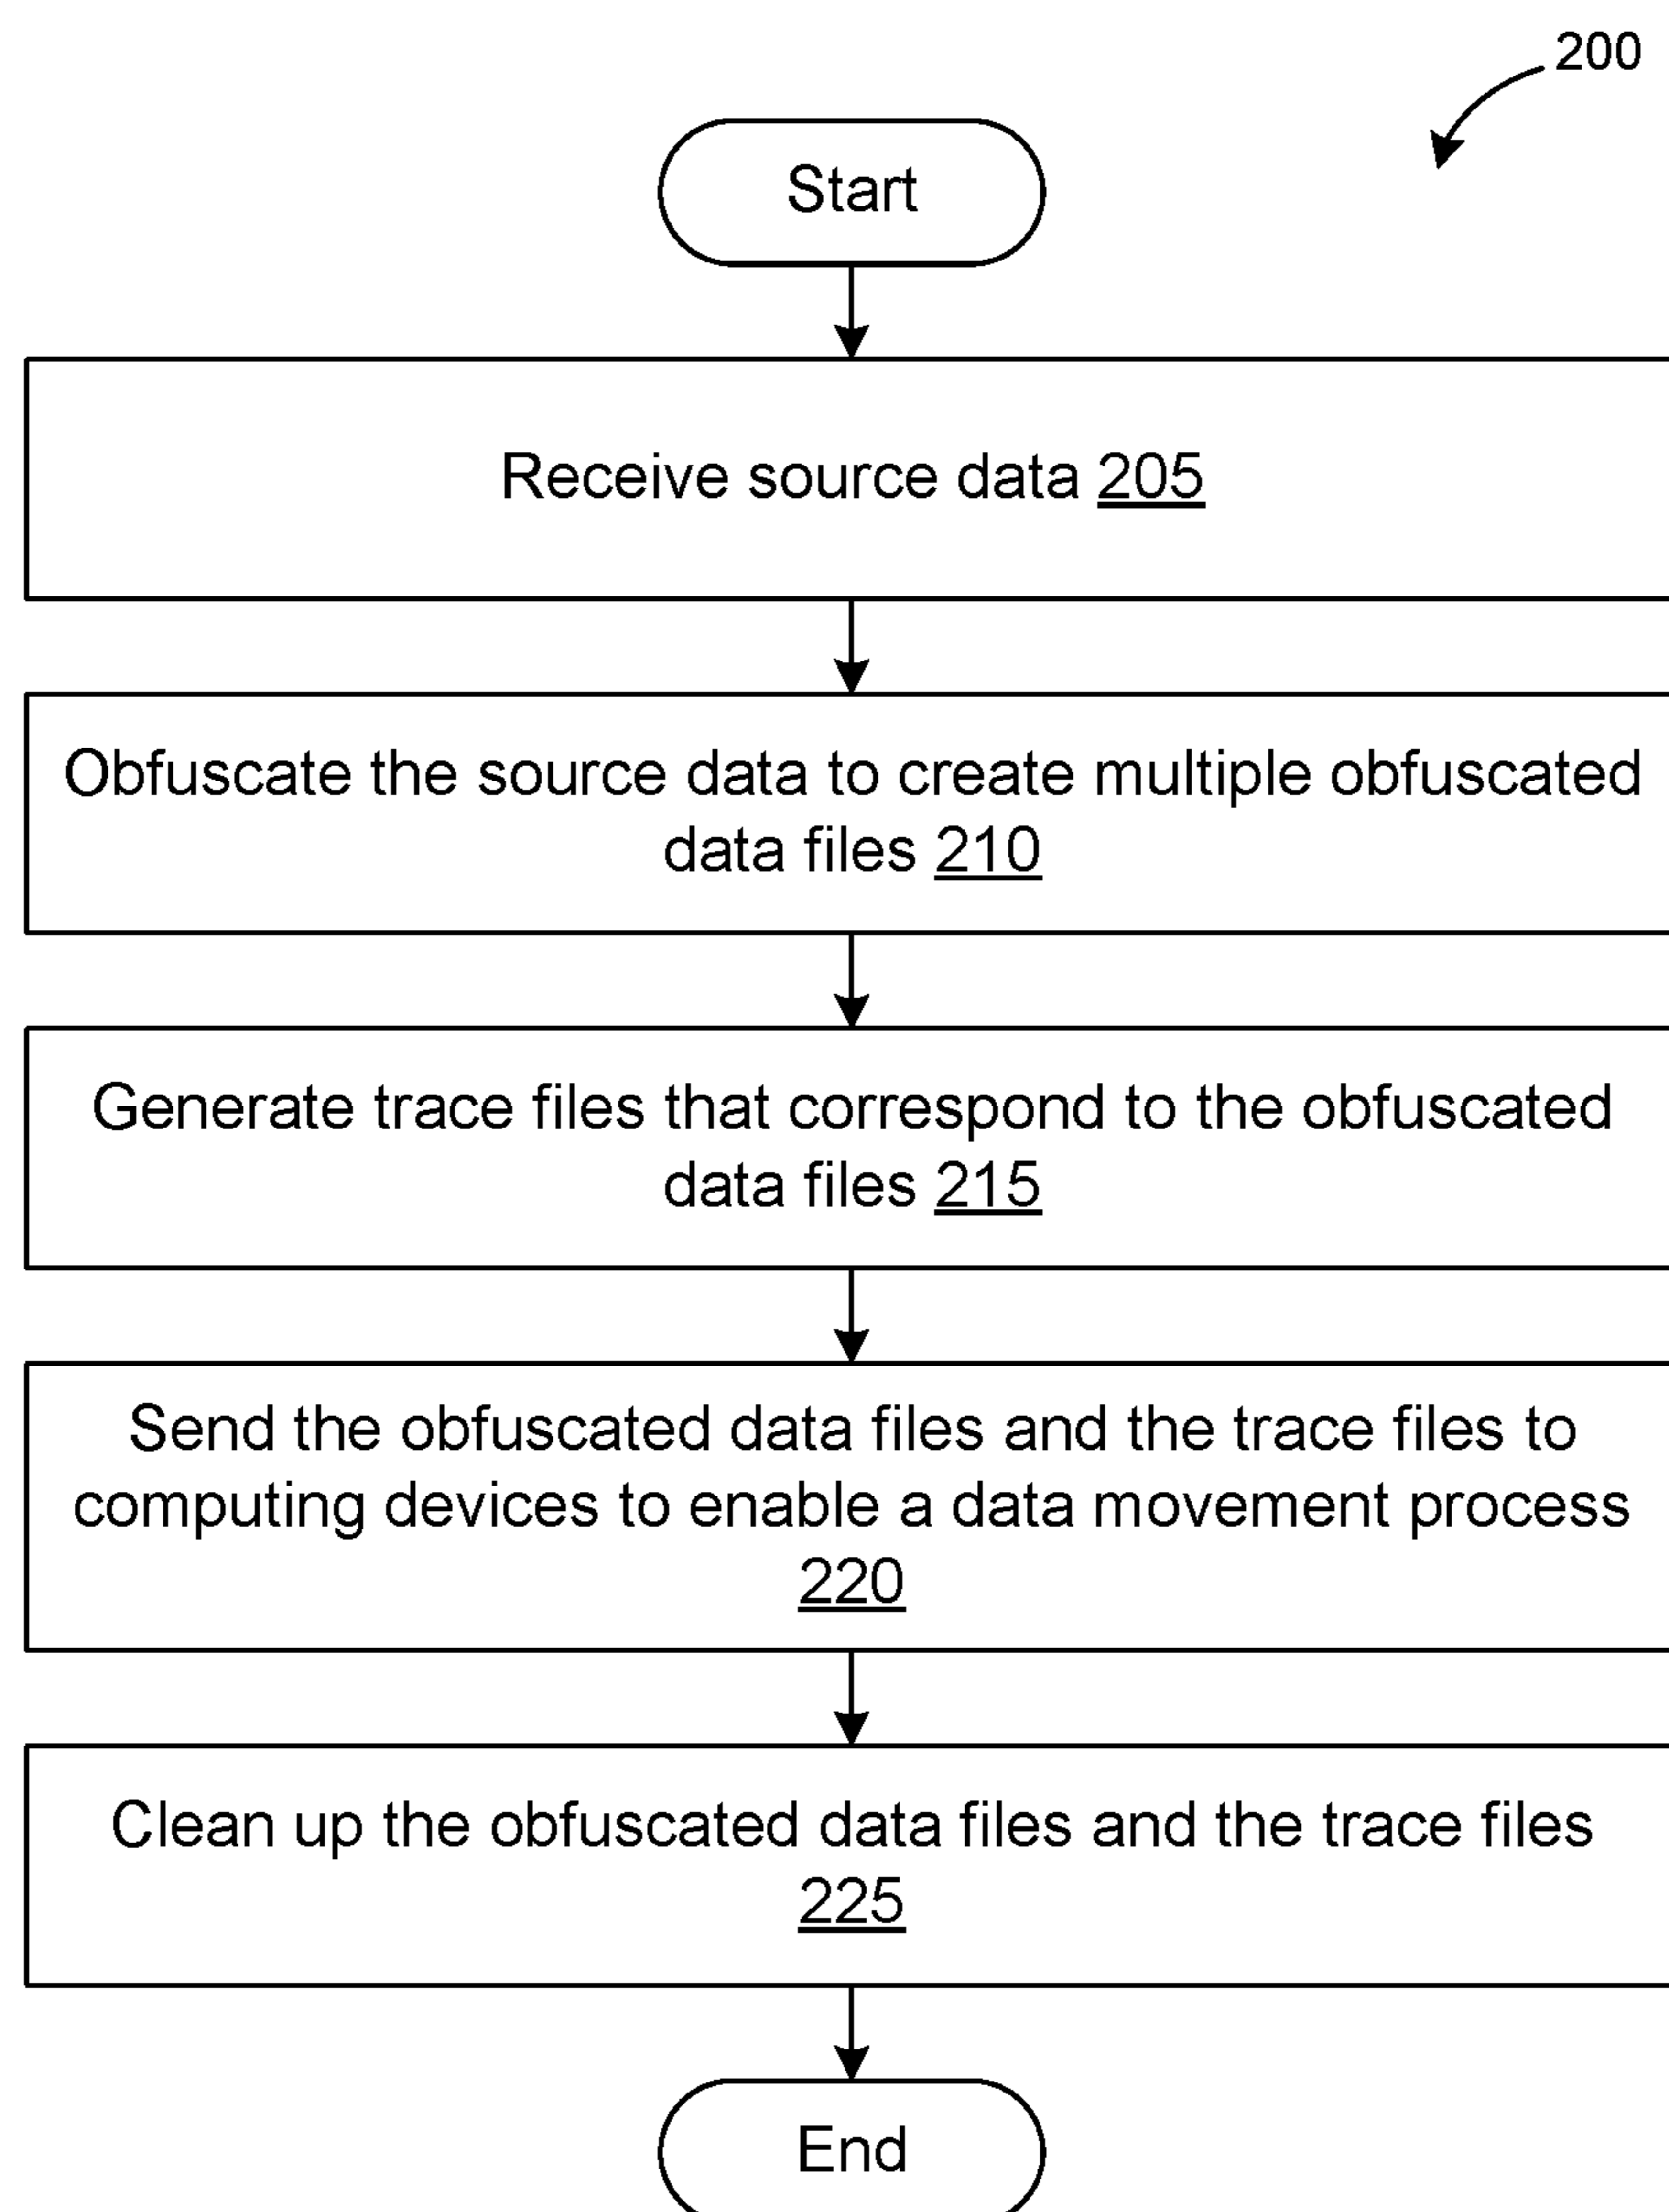 200
Start
Receive source data 205
Obfuscate the source data to create multiple obfuscated
data files 210
Generate trace files that correspond to the obfuscated
data files 215
Send the obfuscated data files and the trace files to
computing devices to enable a data movement process
220
Clean up the obfuscated data files and the trace files
225
End